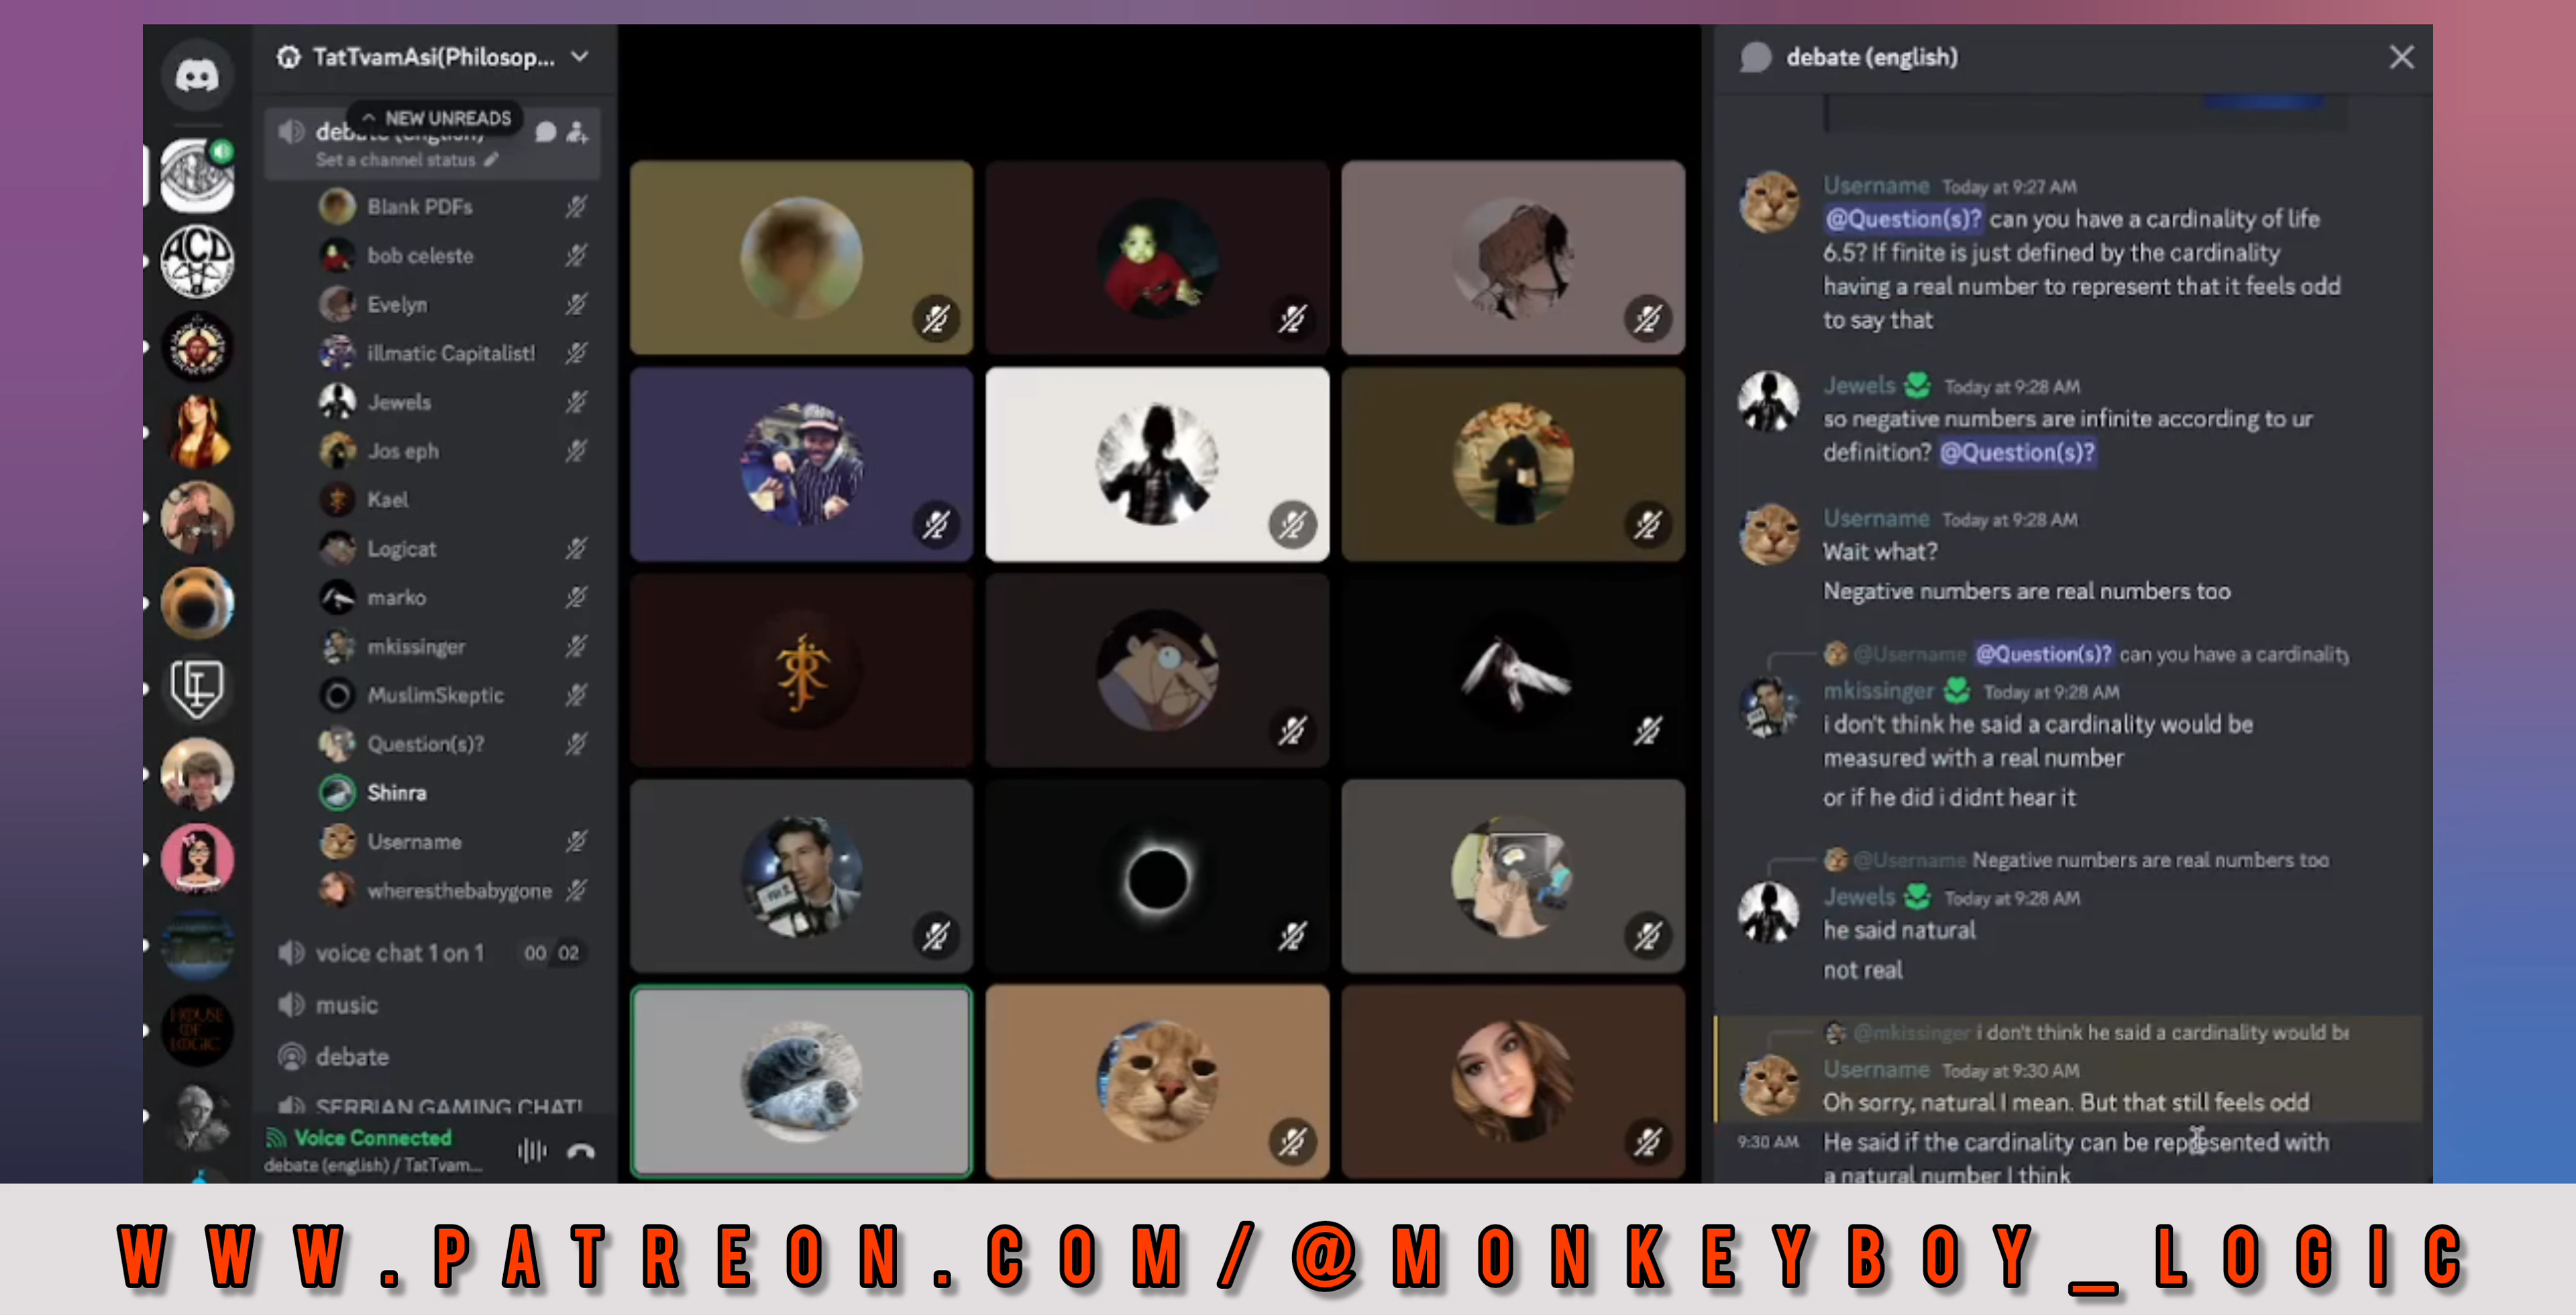 TatTvamAsi(Philosop...
NEW UNREADS
debate (english)
Set a channel status
Blank PDFs
bob celeste
Evelyn
illmatic Capitalist!
Jewels
Jos eph
Kael
Logicat
marko
mkissinger
MuslimSkeptic
Question(s)?
Shinra
Username
wheresthebabygone
voice chat 1 on 1 00 02
music
debate
SERBIAN GAMING CHAT!
Voice Connected
debate (english) / TatTvam...
ACD
HOUSE
OF
LOGIC
debate (english)
Username Today at 9:27 AM
@Question(s)? can you have a cardinality of life
6.5? If finite is just defined by the cardinality
having a real number to represent that it feels odd
to say that
Jewels Today at 9:28 AM
so negative numbers are infinite according to ur
definition? @Question(s)?
Username Today at 9:28 AM
Wait what?
Negative numbers are real numbers too
@Username @Question(s)? can you have a cardinality
mkissinger Today at 9:28 AM
i don't think he said a cardinality would be
measured with a real number
or if he did i didnt hear it
@Username Negative numbers are real numbers too
Jewels Today at 9:28 AM
he said natural
not real
@mkissinger i don't think he said a cardinality would be
Username Today at 9:30 AM
Oh sorry, natural I mean. But that still feels odd
9:30 AM He said if the cardinality can be represented with
a natural number I think
WWW.PATREON.COM/@MONKEYBOY_LOGIC